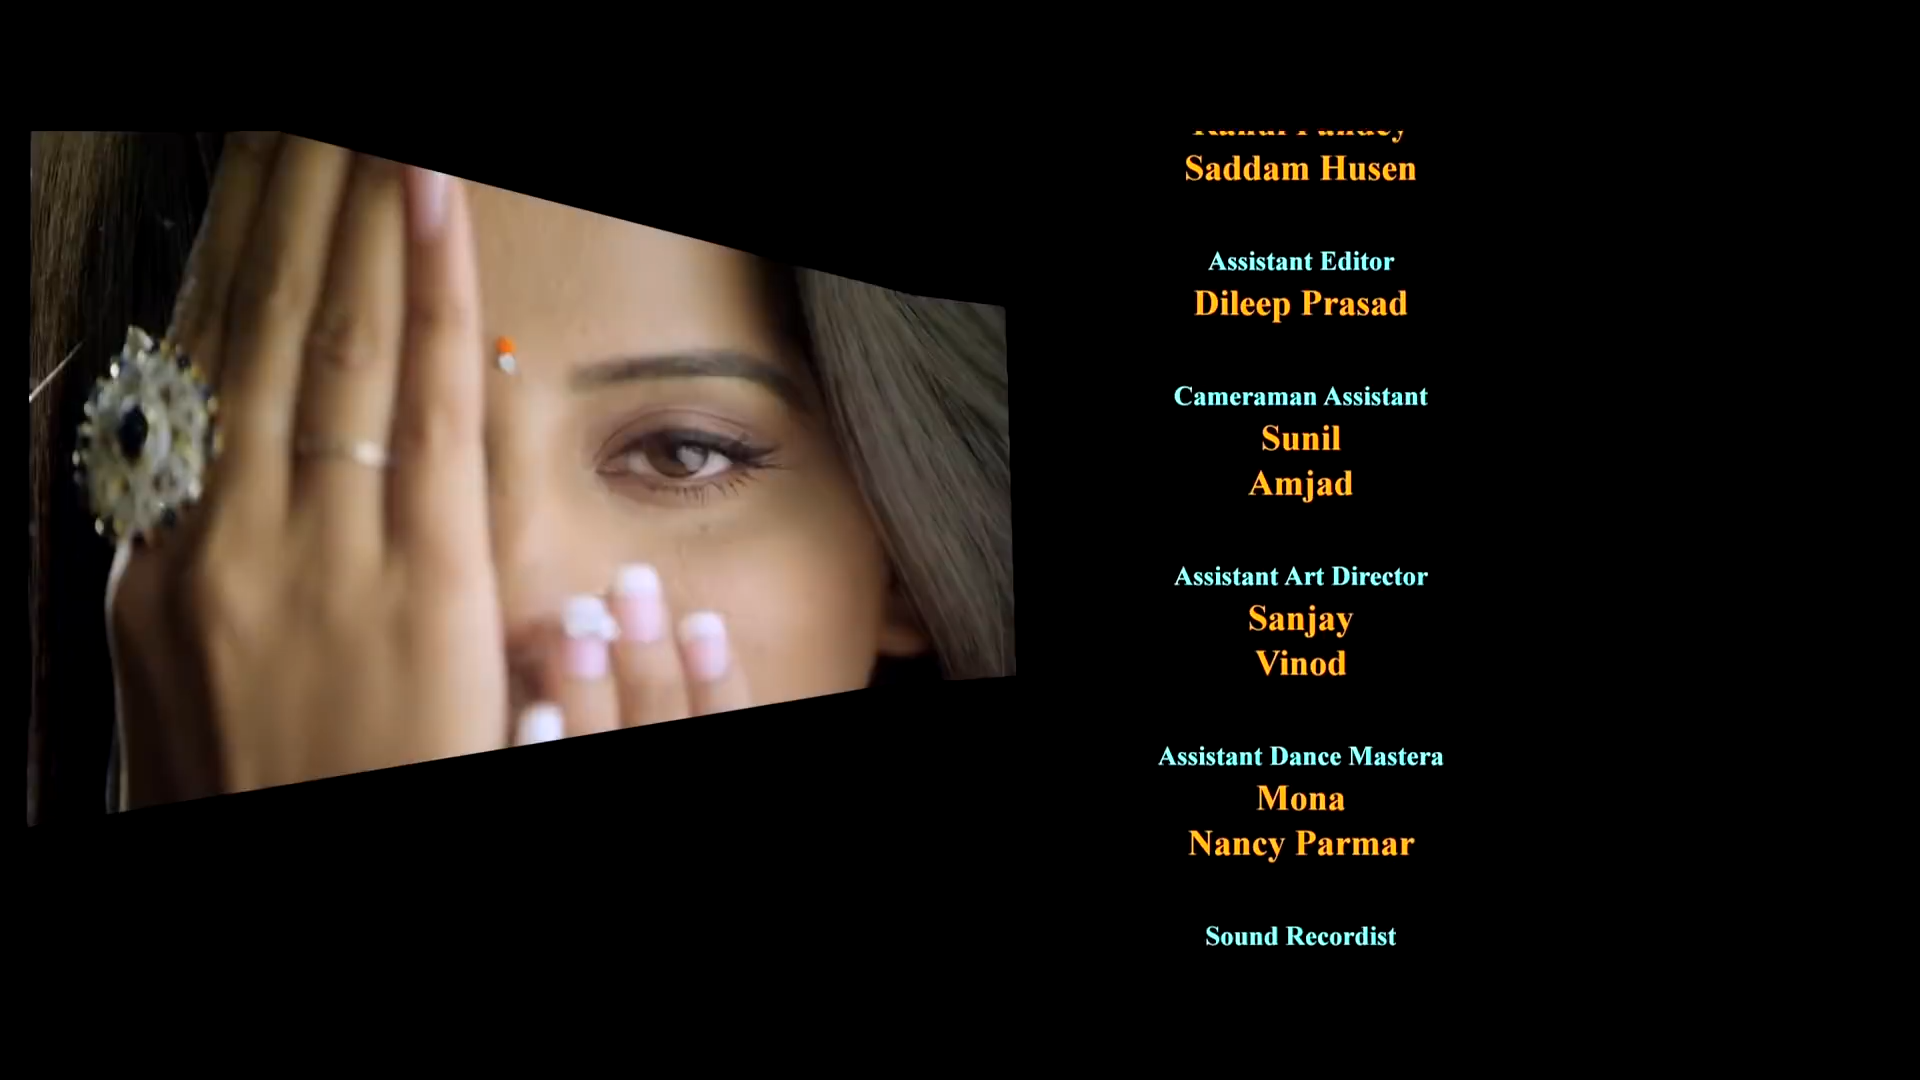 Saddam Husen
Assistant Editor
Dileep Prasad
Cameraman Assistant
Sunil
Amjad
Assistant Art Director
Sanjay
Vinod
Assistant Dance Mastera
Mona
Nancy Parmar
Sound Recordist